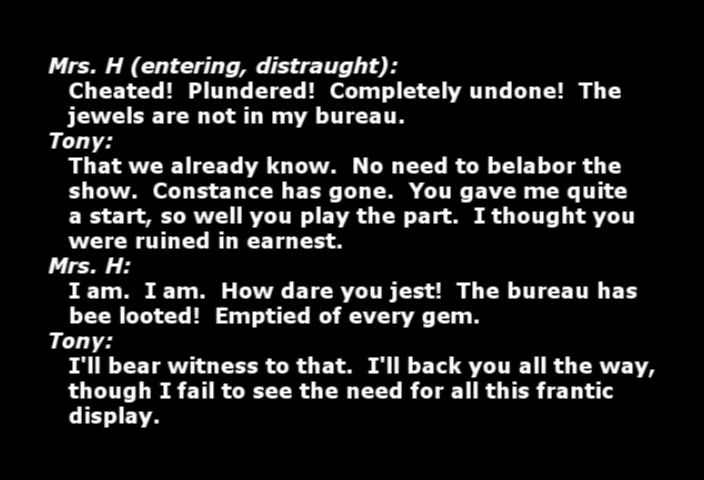 Mrs. H (entering, distraught):
Cheated!  Plundered!  Completely undone!  The
jewels are not in my bureau.
Tony:
That we already know.  No need to belabor the
show.  Constance has gone.  You gave me quite
a start, so well you play the part.  I thought you
were ruined in earnest.
Mrs. H:
I am.  I am.  How dare you jest!  The bureau has
bee looted!  Emptied of every gem.
Tony:
I'll bear witness to that.  I'll back you all the way,
though I fail to see the need for all this frantic
display.